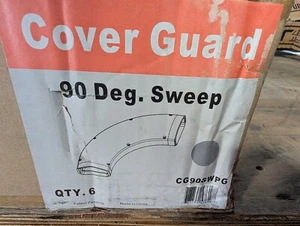 Cover Guard
90 Deg. Sweep
CG90SWPG
QTY. 6